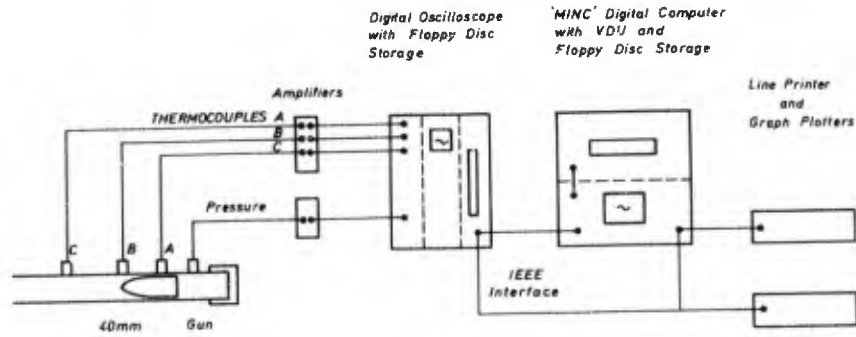 Digital Oscilloscope
with Floppy Disc
Storage
'MINC' Digital Computer
with VDU and
Floppy Disc Storage
Line Printer
and
Graph Plotters
Amplifiers
THERMOCOUPLES A
B
C
Pressure
C
B
A
IEEE
Interface
40mm Gun